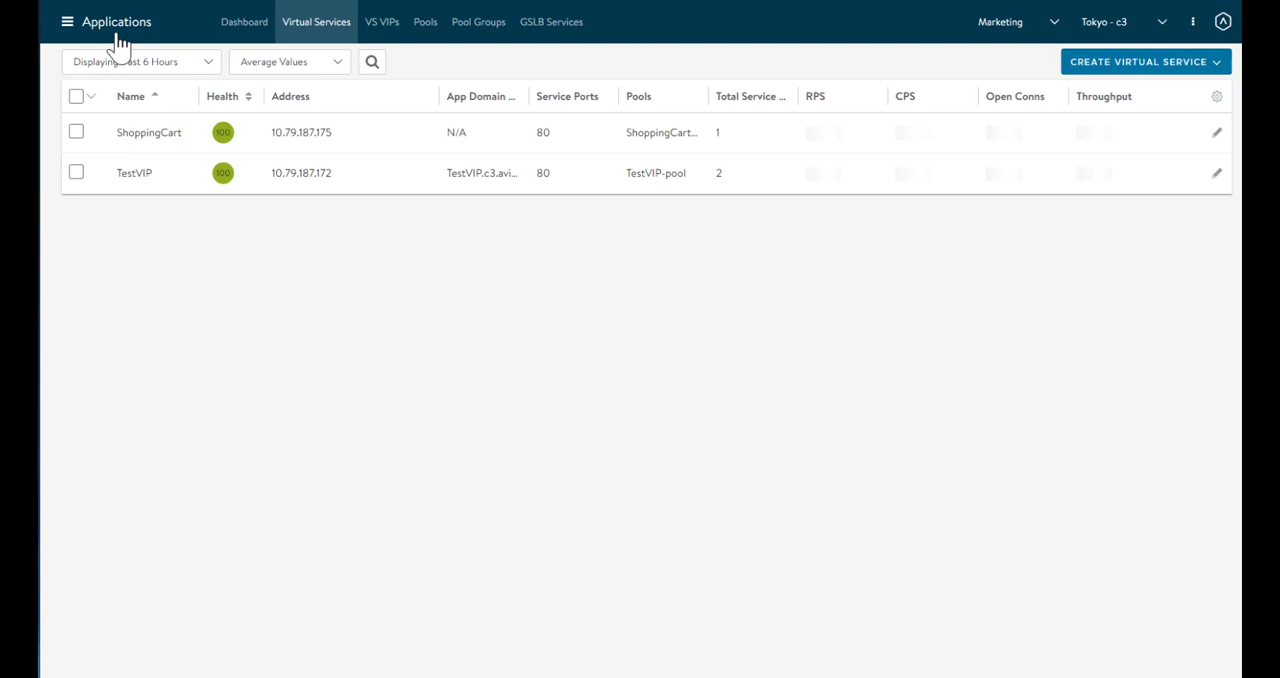 Applications Dashboard Virtual Services VS VIPs Pools Pool Groups GSLB Services Marketing Tokyo - c3
Displaying ast 6 Hours Average Values CREATE VIRTUAL SERVICE
Name Health Address App Domain ... Service Ports Pools Total Service ... RPS CPS Open Conns Throughput
ShoppingCart 100 10.79.187.175 N/A 80 ShoppingCart... 1
TestVIP 100 10.79.187.172 TestVIP.c3.avi... 80 TestVIP-pool 2